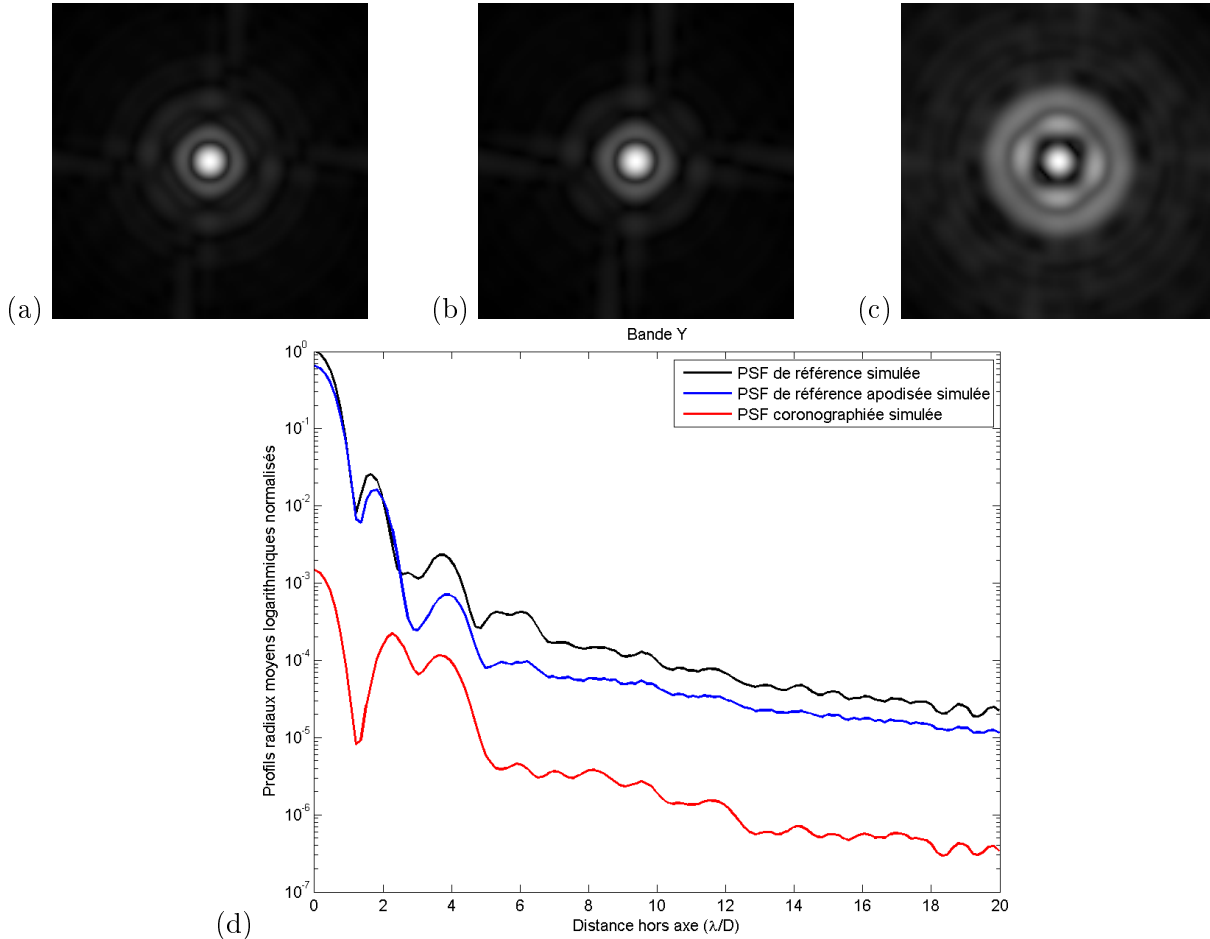 (a)
(b)
(c)
Bande Y
PSF de référence simulée
PSF de référence apodisée simulée
PSF coronographiée simulée
Profils radiaux moyens logarithmiques normalisés
10^0
10^-1
10^-2
10^-3
10^-4
10^-5
10^-6
10^-7
0 2 4 6 8 10 12 14 16 18 20
Distance hors axe (λ/D)
(d)